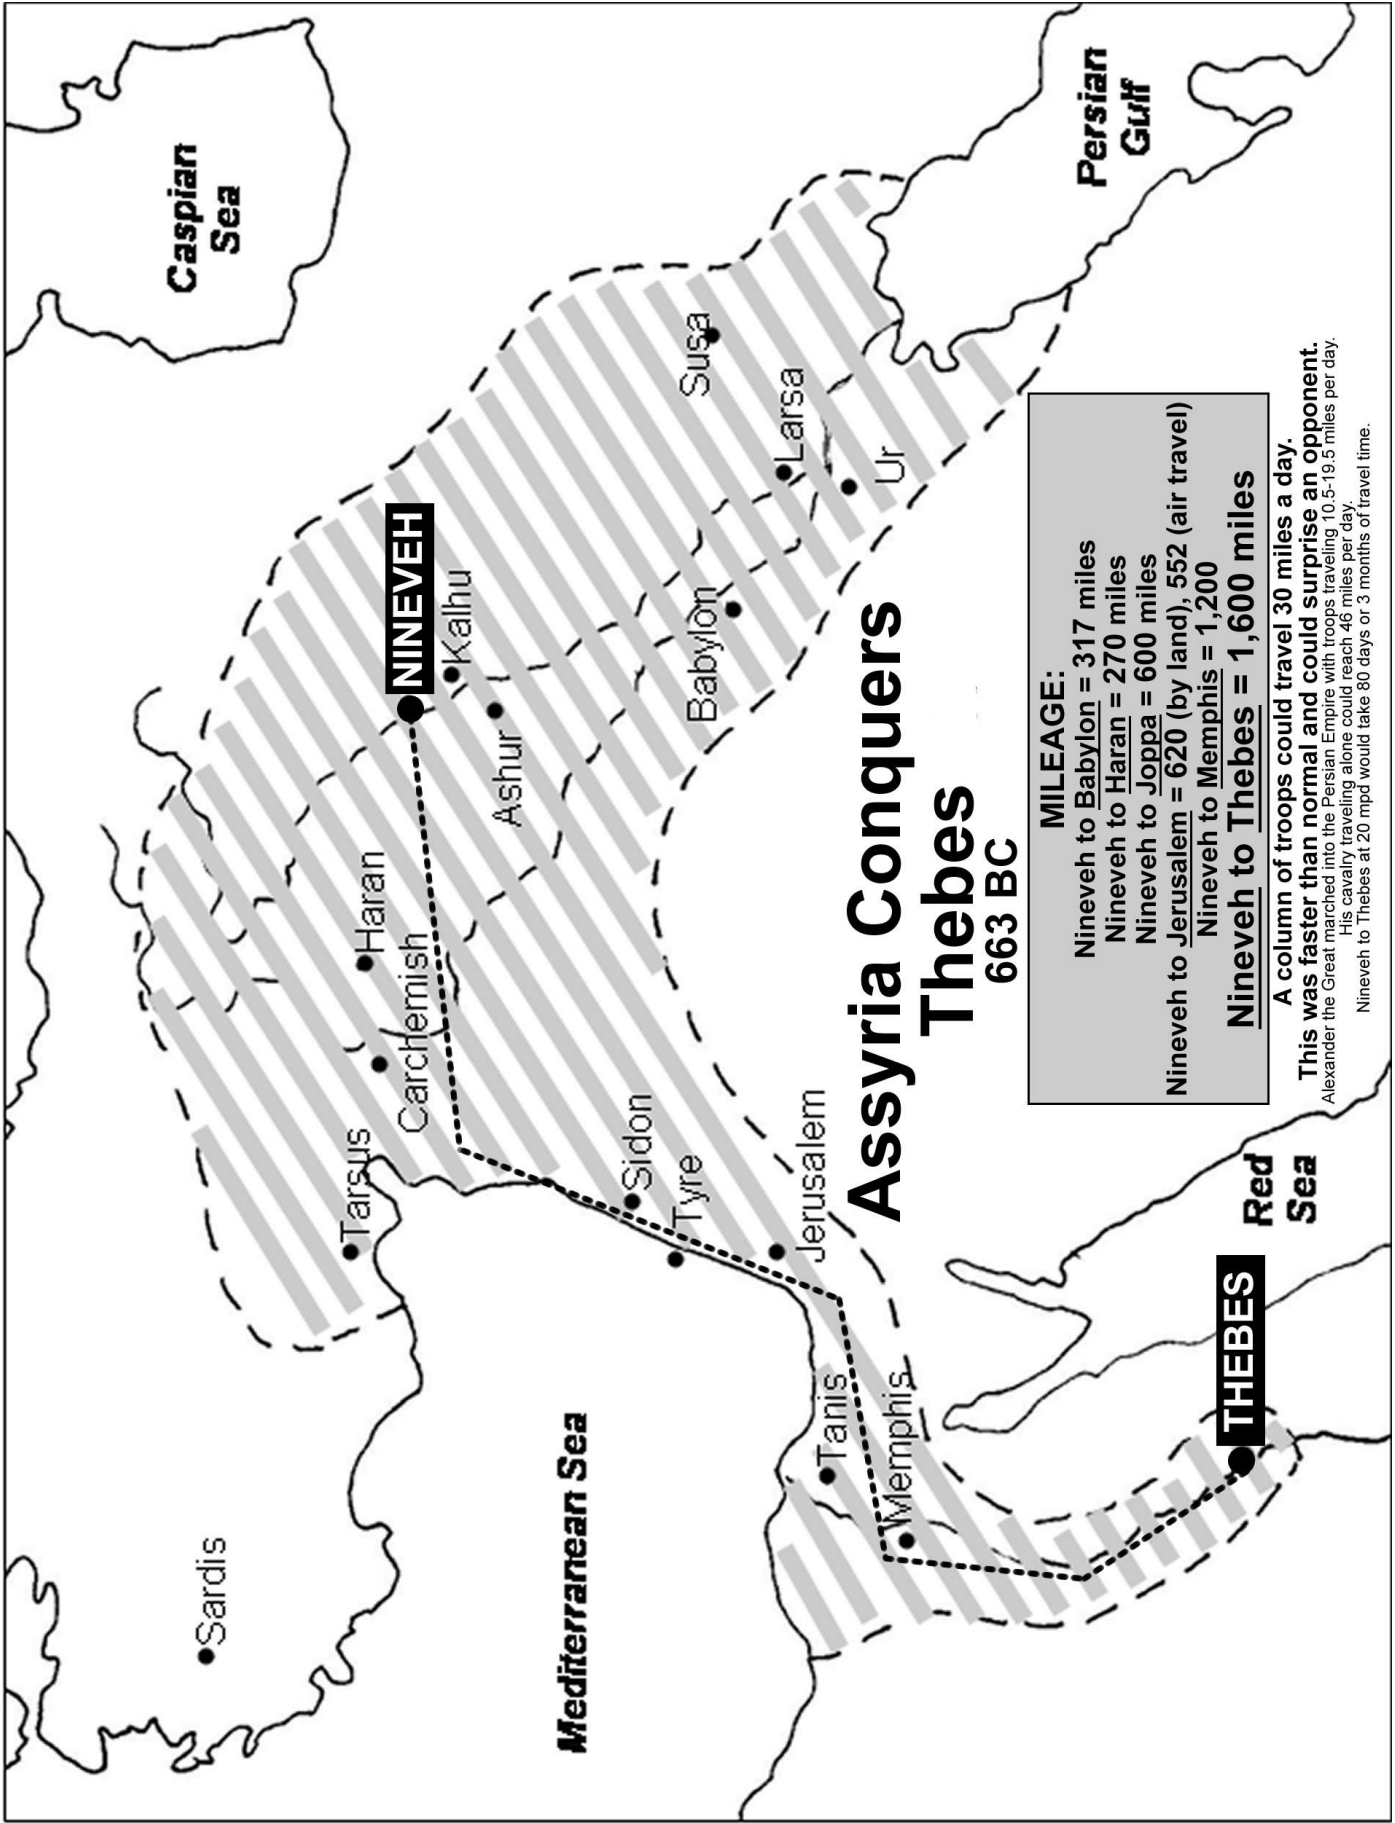 Caspian
Sea
Sardis
Tarsus
Haran
Carchemish
NINEVEH
Kalhu
Ashur
Sidon
Tyre
Mediterranean Sea
Babylon
Susa
Larsa
Ur
Jerusalem
Tanis
Memphis
Persian
Gulf
Assyria Conquers
Thebes
663 BC
MILEAGE:
Nineveh to Babylon = 317 miles
Nineveh to Haran = 270 miles
Nineveh to Joppa = 600 miles
Nineveh to Jerusalem = 620 (by land), 552 (air travel)
Nineveh to Memphis = 1,200
Nineveh to Thebes = 1,600 miles
Red
Sea
THEBES
A column of troops could travel 30 miles a day.
This was faster than normal and could surprise an opponent.
Alexander the Great marched into the Persian Empire with troops traveling 10.5-19.5 miles per day.
His cavalry traveling alone could reach 46 miles per day.
Nineveh to Thebes at 20 mpd would take 80 days or 3 months of travel time.